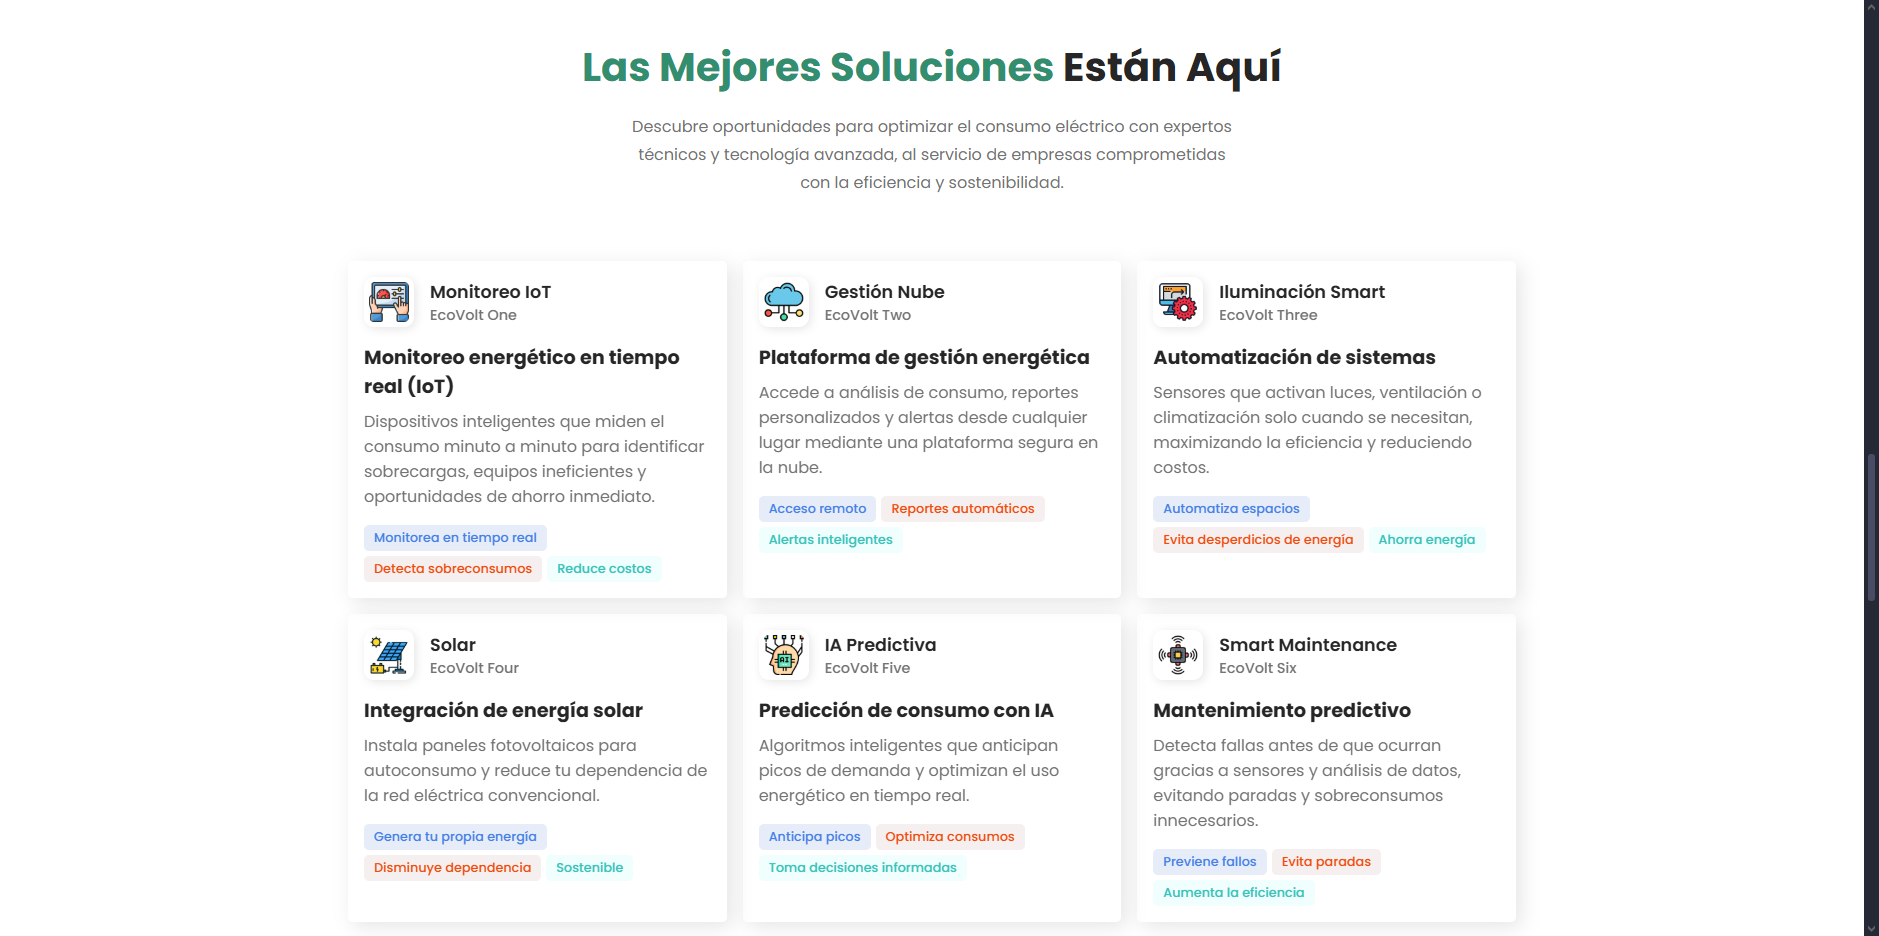 Las Mejores Soluciones Están Aquí
Descubre oportunidades para optimizar el consumo eléctrico con expertos
técnicos y tecnología avanzada, al servicio de empresas comprometidas
con la eficiencia y sostenibilidad.
Monitoreo IoT
EcoVolt One
Monitoreo energético en tiempo
real (IoT)
Dispositivos inteligentes que miden el
consumo minuto a minuto para identificar
sobrecargas, equipos ineficientes y
oportunidades de ahorro inmediato.
Monitorea en tiempo real
Detecta sobreconsumos Reduce costos
Gestión Nube
EcoVolt Two
Plataforma de gestión energética
Accede a análisis de consumo, reportes
personalizados y alertas desde cualquier
lugar mediante una plataforma segura en
la nube.
Acceso remoto Reportes automáticos
Alertas inteligentes
Iluminación Smart
EcoVolt Three
Automatización de sistemas
Sensores que activan luces, ventilación o
climatización solo cuando se necesitan,
maximizando la eficiencia y reduciendo
costos.
Automatiza espacios
Evita desperdicios de energía Ahorra energía
Solar
EcoVolt Four
Integración de energía solar
Instala paneles fotovoltaicos para
autoconsumo y reduce tu dependencia de
la red eléctrica convencional.
Genera tu propia energía
Disminuye dependencia Sostenible
AI
IA Predictiva
EcoVolt Five
Predicción de consumo con IA
Algoritmos inteligentes que anticipan
picos de demanda y optimizan el uso
energético en tiempo real.
Anticipa picos Optimiza consumos
Toma decisiones informadas
Smart Maintenance
EcoVolt Six
Mantenimiento predictivo
Detecta fallas antes de que ocurran
gracias a sensores y análisis de datos,
evitando paradas y sobreconsumos
innecesarios.
Previene fallos Evita paradas
Aumenta la eficiencia